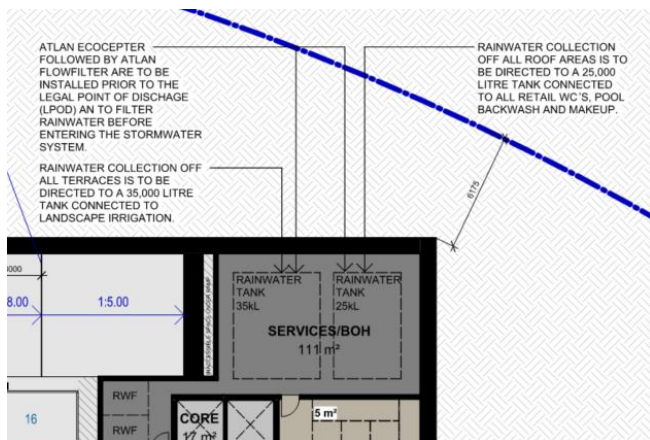 ATLAN ECOCEPTER
FOLLOWED BY ATLAN
FLOWFILTER ARE TO BE
INSTALLED PRIOR TO THE
LEGAL POINT OF DISCHAGE
(LPOD) AN TO FILTER
RAINWATER BEFORE
ENTERING THE STORMWATER
SYSTEM.
RAINWATER COLLECTION OFF
ALL TERRACES IS TO BE
DIRECTED TO A 35,000 LITRE
TANK CONNECTED TO
LANDSCAPE IRRIGATION.
RAINWATER COLLECTION
OFF ALL ROOF AREAS IS TO
BE DIRECTED TO A 25,000
LITRE TANK CONNECTED
TO ALL RETAIL WC'S, POOL
BACKWASH AND MAKEUP.
6175
RAINWATER
TANK
35kL
RAINWATER
TANK
25kL
SERVICES/BOH
111 m²
8.00
1:5.00
RWF
RWF
16
CORE
17 m²
5 m²